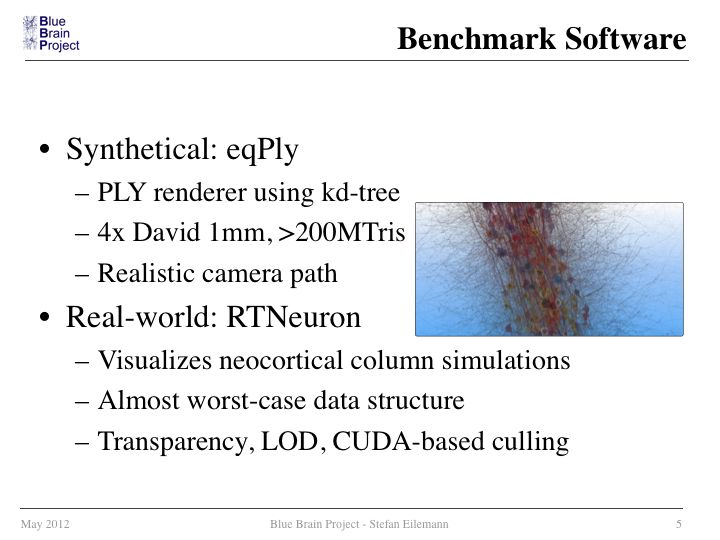 Blue
Brain
Project
Benchmark Software
• Synthetical: eqPly
– PLY renderer using kd-tree
– 4x David 1mm, >200MTris
– Realistic camera path
• Real-world: RTNeuron
– Visualizes neocortical column simulations
– Almost worst-case data structure
– Transparency, LOD, CUDA-based culling
May 2012 Blue Brain Project - Stefan Eilemann 5